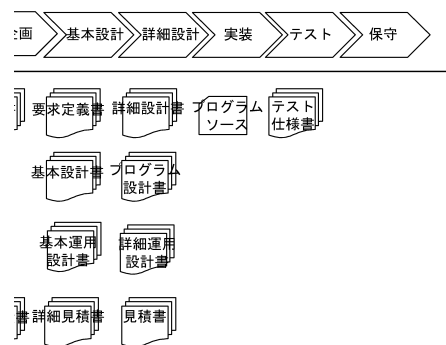 画
基本設計
詳細設計
実装
テスト
保守
要求定義書
詳細設計書
プログラム
ソース
テスト
仕様書
基本設計書
プログラム
設計書
基本運用
設計書
詳細運用
設計書
書
詳細見積書
見積書